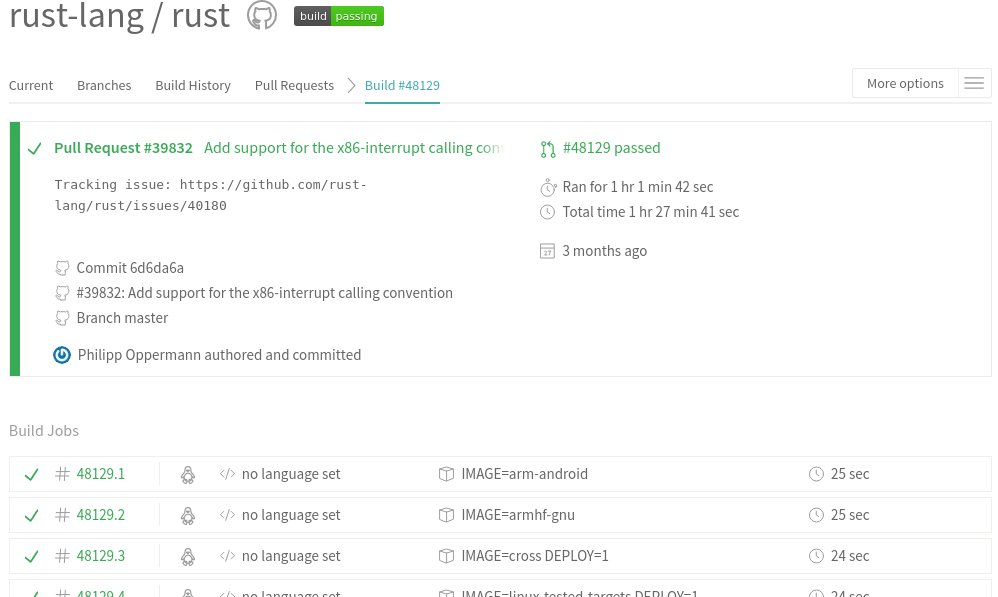 rust-lang / rust build passing
Current Branches Build History Pull Requests Build #48129 More options
Pull Request #39832 Add support for the x86-interrupt calling con
#48129 passed
Tracking issue: https://github.com/rust-
lang/rust/issues/40180
Ran for 1 hr 1 min 42 sec
Total time 1 hr 27 min 41 sec
27 3 months ago
Commit 6d6da6a
#39832: Add support for the x86-interrupt calling convention
Branch master
Philipp Oppermann authored and committed
Build Jobs
# 48129.1 </> no language set IMAGE=arm-android 25 sec
# 48129.2 </> no language set IMAGE=armhf-gnu 25 sec
# 48129.3 </> no language set IMAGE=cross DEPLOY=1 24 sec
# 48129.4 </> no language set IMAGE=linux-tested-targets DEPLOY=1 24 sec